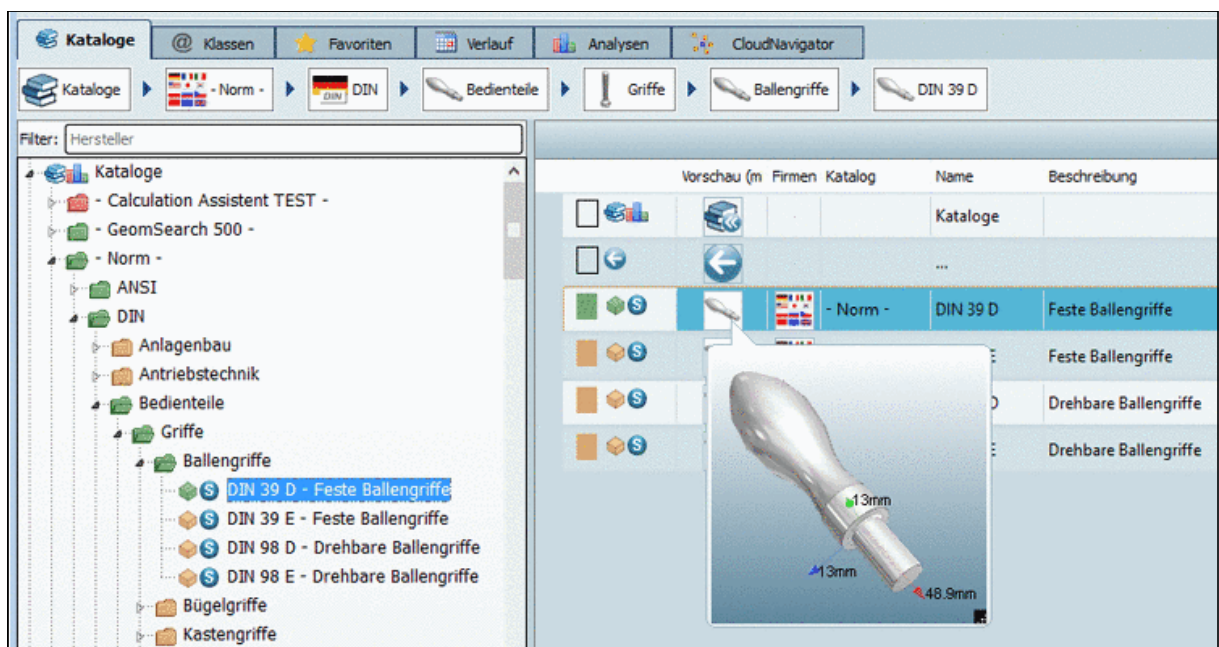 Kataloge @ Klassen Favoriten Verlauf Analysen CloudNavigator
Kataloge - Norm - DIN DIN Bedienteile Griffe Ballengriffe DIN 39 D
Filter: Hersteller
Kataloge
- Calculation Assistent TEST -
- GeomSearch 500 -
- Norm -
ANSI
DIN
Anlagenbau
Antriebstechnik
Bedienteile
Griffe
Ballengriffe
S DIN 39 D - Feste Ballengriffe
S DIN 39 E - Feste Ballengriffe
S DIN 98 D - Drehbare Ballengriffe
S DIN 98 E - Drehbare Ballengriffe
Bügelgriffe
Kastengriffe
Vorschau (m Firmen Katalog Name Beschreibung
Kataloge
...
S - Norm - DIN 39 D Feste Ballengriffe
S E Feste Ballengriffe
S D Drehbare Ballengriffe
S E Drehbare Ballengriffe
13mm
13mm
48.9mm